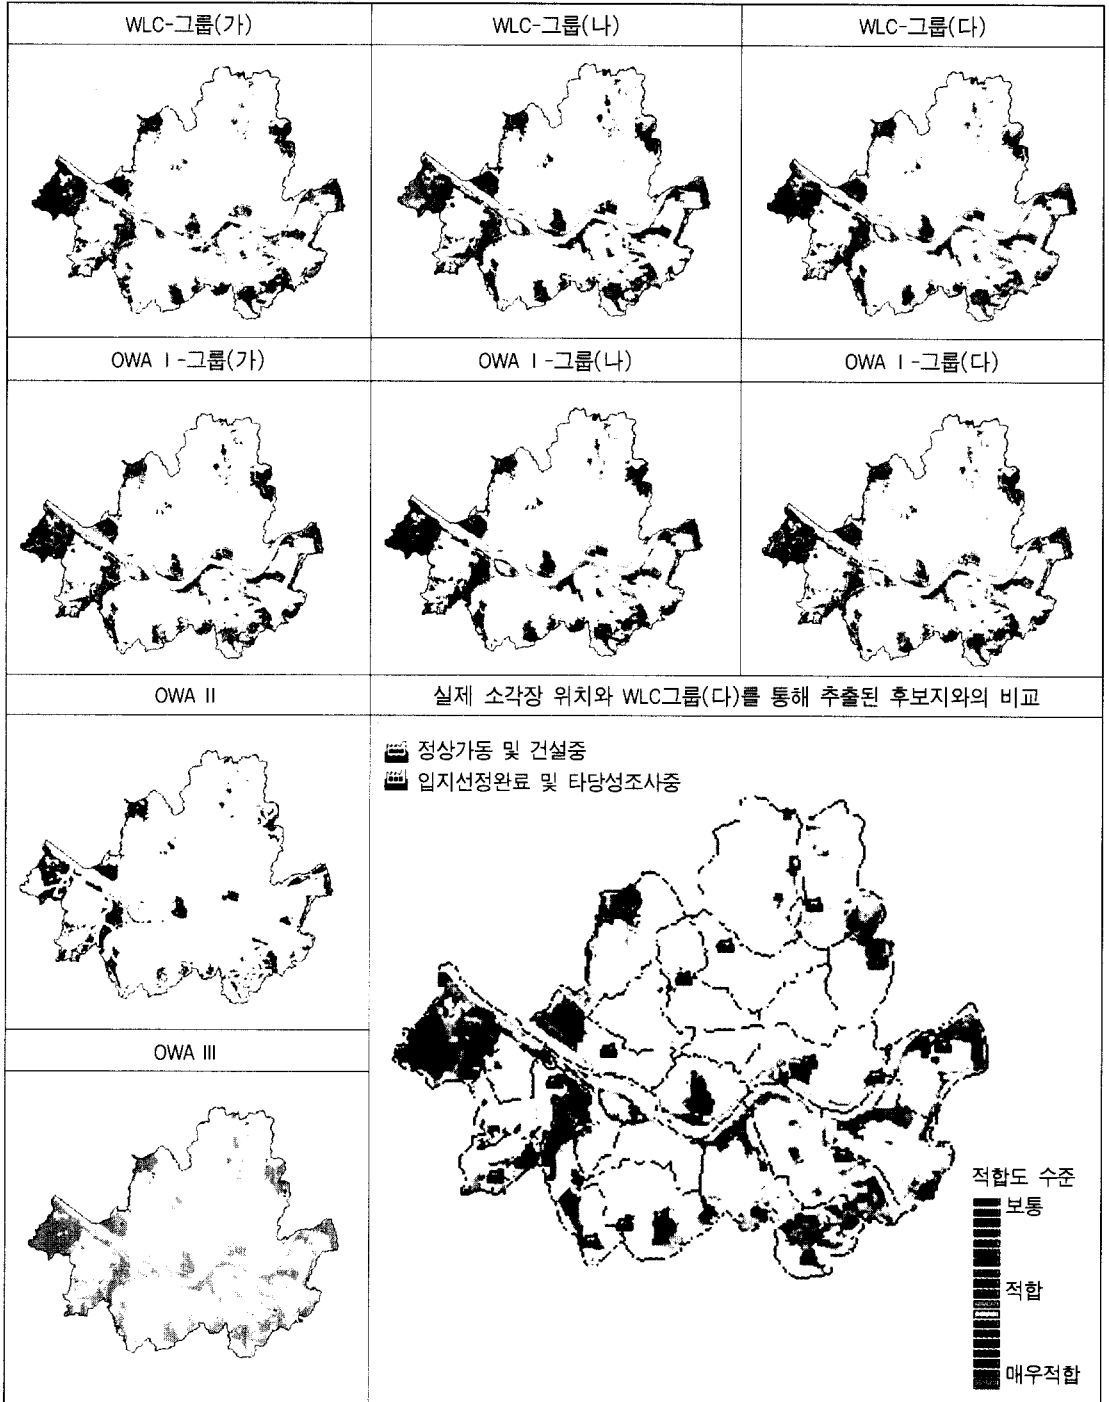 WLC-그룹(가)
WLC-그룹(나)
WLC-그룹(다)
OWA I-그룹(가)
OWA I-그룹(나)
OWA I-그룹(다)
OWA II
실제 소각장 위치와 WLC그룹(다)를 통해 추출된 후보지와의 비교
정상가동 및 건설중
입지선정완료 및 타당성조사중
OWA III
적합도 수준
보통
적합
매우적합